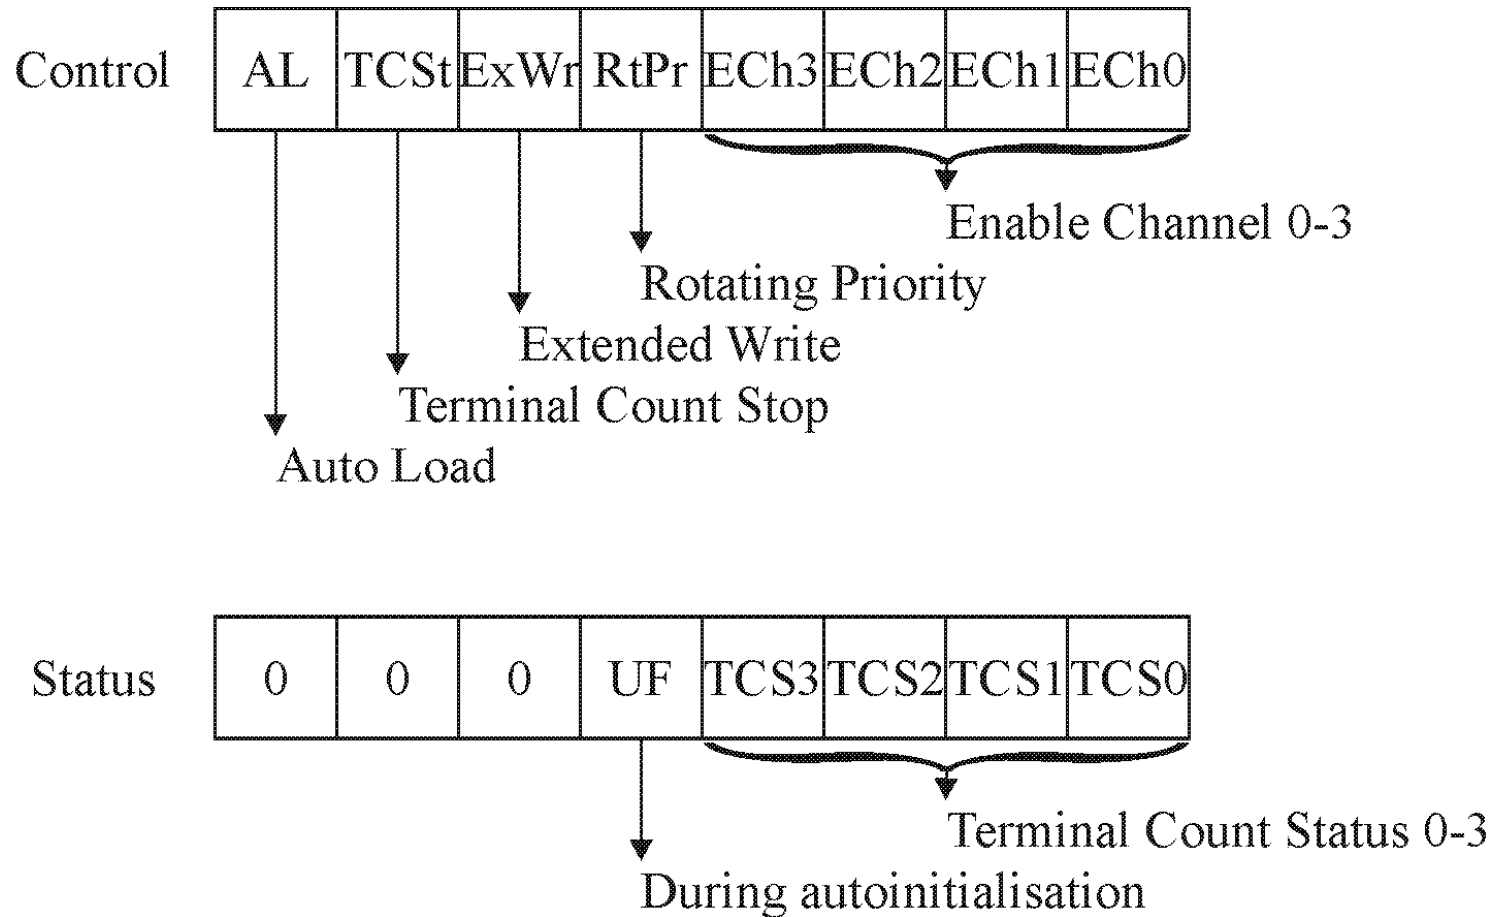 Control AL TCSt ExWr RtPr ECh3 ECh2 ECh1 ECh0
Enable Channel 0-3
Rotating Priority
Extended Write
Terminal Count Stop
Auto Load
Status 0 0 0 UF TCS3 TCS2 TCS1 TCS0
Terminal Count Status 0-3
During autoinitialisation